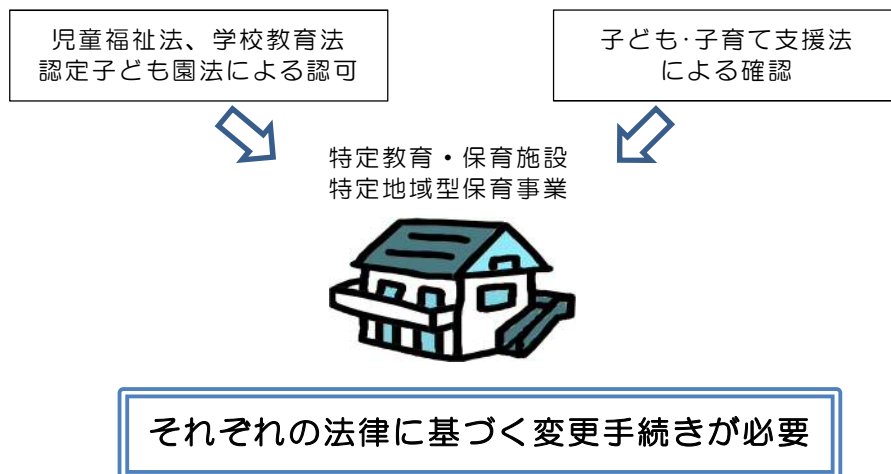 児童福祉法、学校教育法
認定子ども園法による認可
子ども･子育て支援法
による確認
特定教育・保育施設
特定地域型保育事業
それぞれの法律に基づく変更手続きが必要